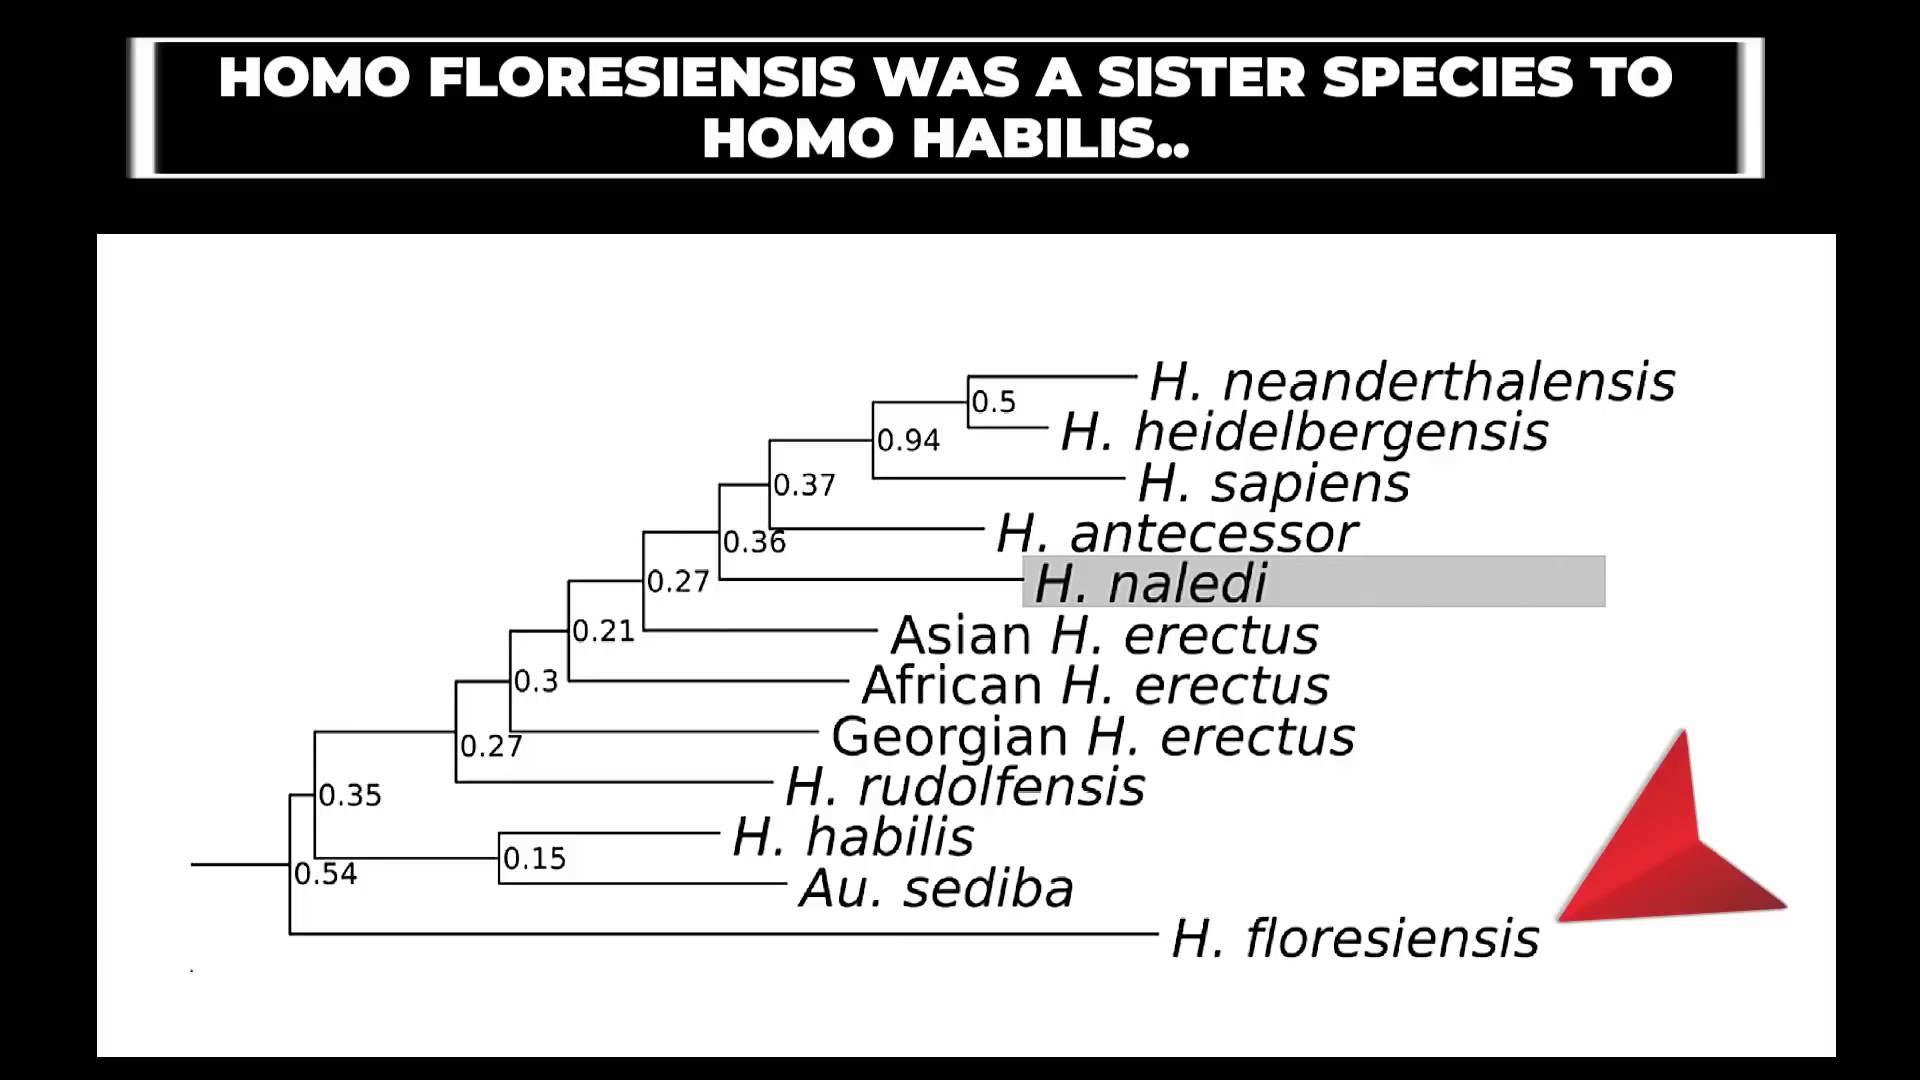 HOMO FLORESIENSIS WAS A SISTER SPECIES TO
HOMO HABILIS..
H. neanderthalensis
0.5
H. heidelbergensis
0.94
H. sapiens
0.37
H. antecessor
0.36
H. naledi
0.27
Asian H. erectus
0.21
African H. erectus
0.3
Georgian H. erectus
0.27
H. rudolfensis
0.35
H. habilis
0.15
0.54
Au. sediba
H. floresiensis